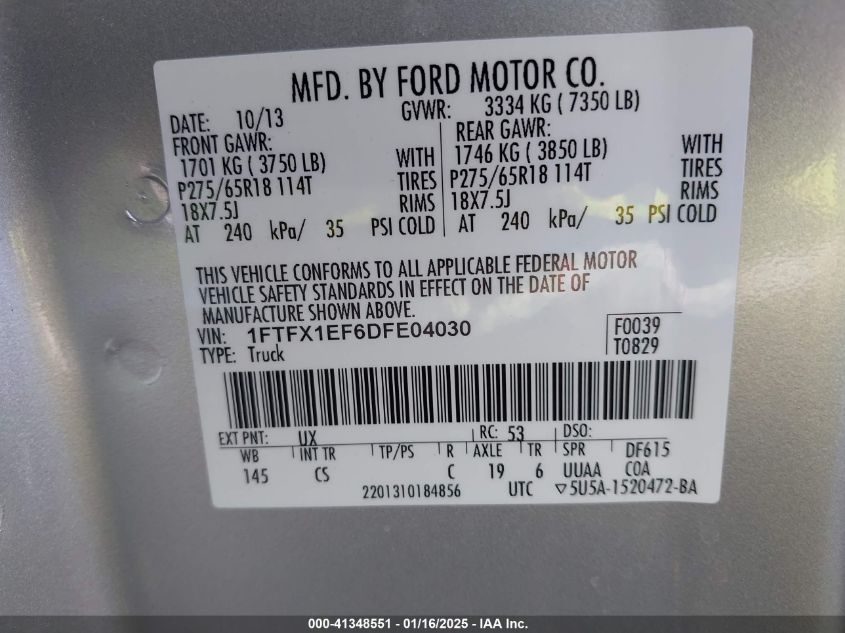 MFD. BY FORD MOTOR CO.
DATE: 10/13 GVWR: 3334 KG ( 7350 LB)
FRONT GAWR: REAR GAWR:
1701 KG ( 3750 LB) WITH 1746 KG ( 3850 LB) WITH
P275/65R18 114T TIRES P275/65R18 114T TIRES
18X7.5J RIMS 18X7.5J RIMS
AT 240 kPa/ 35 PSI COLD AT 240 kPa/ 35 PSI COLD
THIS VEHICLE CONFORMS TO ALL APPLICABLE FEDERAL MOTOR
VEHICLE SAFETY STANDARDS IN EFFECT ON THE DATE OF
MANUFACTURE SHOWN ABOVE.
VIN: 1FTFX1EF6DFE04030 F0039
TYPE: Truck T0829
EXT PNT: UX RC: 53 DSO:
WB INT TR TP/PS R AXLE TR SPR DF615
145 CS C 19 6 UUAA COA
2201310184856 UTC ▽5U5A-1520472-BA
000-41348551 - 01/16/2025 - IAA Inc.